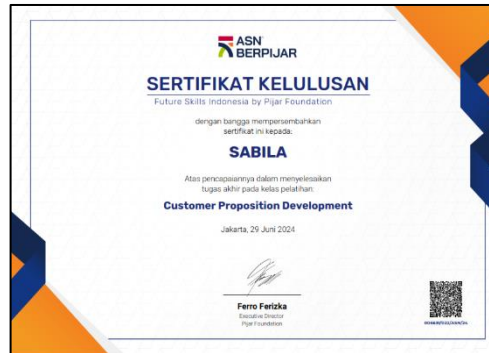 ASN
BERPIJAR
SERTIFIKAT KELULUSAN
Future Skills Indonesia by Pijar Foundation
dengan bangga mempersembahkan
sertifikat ini kepada:
SABILA
Atas pencapaiannya dalam menyelesaikan
tugas akhir pada kelas pelatihan:
Customer Proposition Development
Jakarta, 29 Juni 2024
Ferro Ferizka
Executive Director
Pijar Foundation